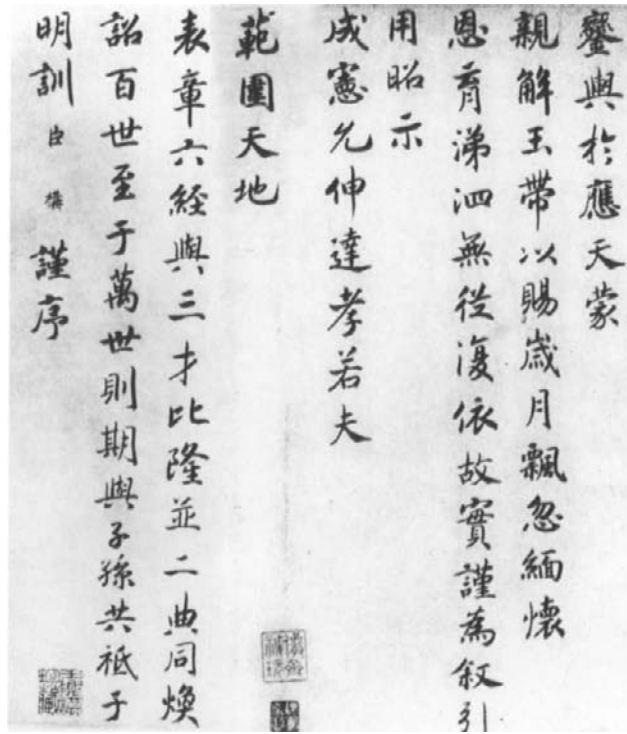 鑾輿於應天蒙
親解玉帶以賜歲月飄忽緬懷
恩育涕泗無從復依故實謹為叙引
用昭示
成憲允伸達孝若夫
範圍天地
表章六經與三才比隆並二典同煥
詔百世至于萬世則期與子孫共祗于
明訓臣構謹序